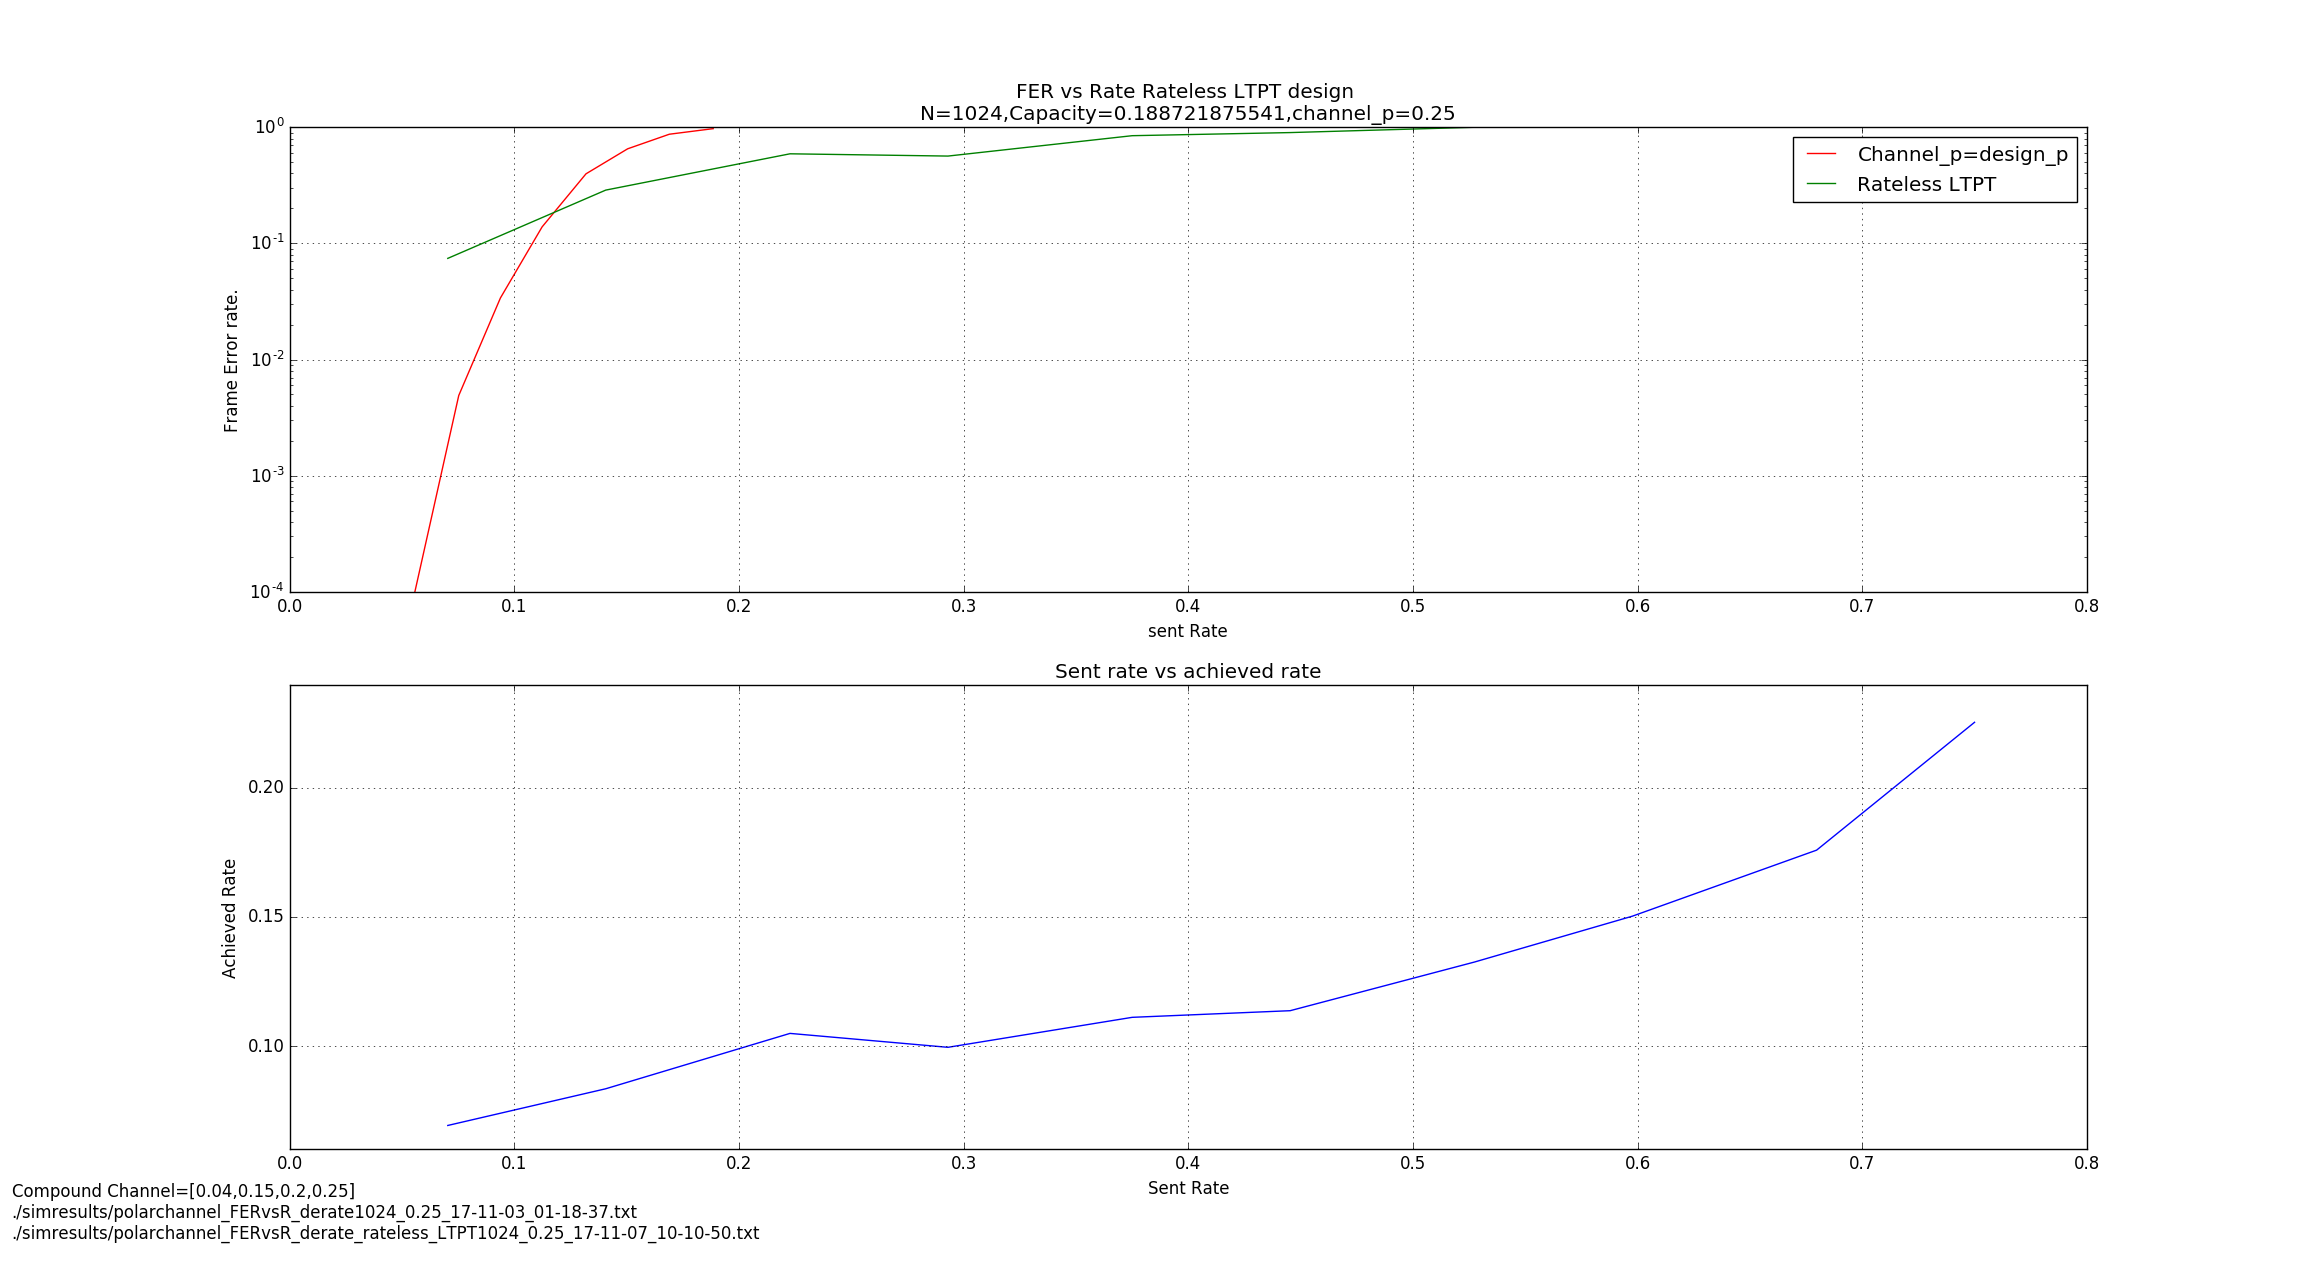 FER vs Rate Rateless LTPT design
N=1024,Capacity=0.188721875541,channel_p=0.25
10^0
10^-1
10^-2
10^-3
10^-4
Frame Error rate.
Channel_p=design_p
Rateless LTPT
0.0 0.1 0.2 0.3 0.4 0.5 0.6 0.7 0.8
sent Rate
Sent rate vs achieved rate
0.20
0.15
0.10
Achieved Rate
0.0 0.1 0.2 0.3 0.4 0.5 0.6 0.7 0.8
Sent Rate
Compound Channel=[0.04,0.15,0.2,0.25]
./simresults/polarchannel_FERvsR_derate1024_0.25_17-11-03_01-18-37.txt
./simresults/polarchannel_FERvsR_derate_rateless_LTPT1024_0.25_17-11-07_10-10-50.txt